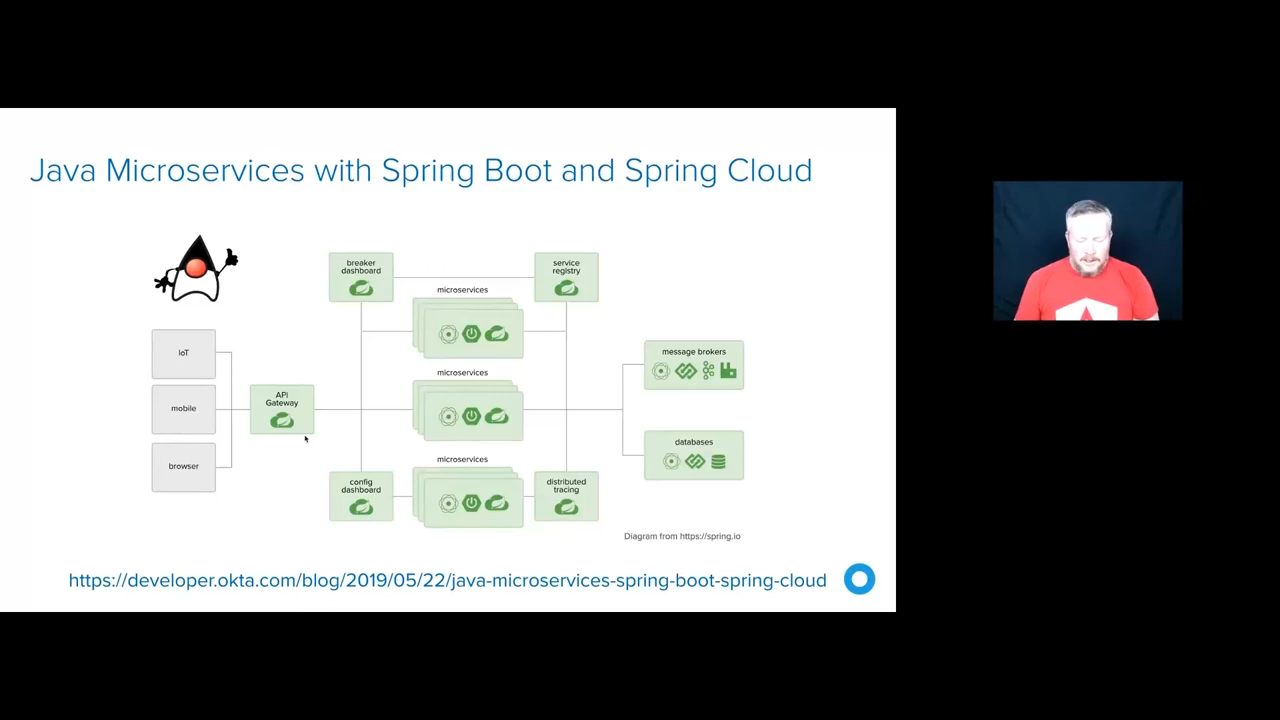 Java Microservices with Spring Boot and Spring Cloud
breaker
dashboard
service
registry
microservices
IoT
message brokers
microservices
API
Gateway
mobile
databases
microservices
browser
config
dashboard
distributed
tracing
Diagram from https://spring.io
https://developer.okta.com/blog/2019/05/22/java-microservices-spring-boot-spring-cloud